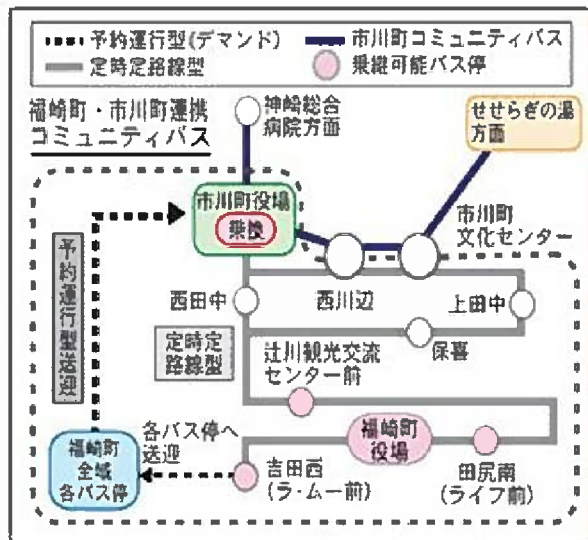 予約運行型(デマンド)
市川町コミュニティバス
定時定路線型
乗継可能バス停
福崎町・市川町連携
コミュニティバス
神崎総合
病院方面
せせらぎの湯
方面
市川町役場
乗換
市川町
文化センター
予約運行型送迎
西田中
西川辺
上田中
定時定
路線型
保喜
辻川観光交流
センター前
福崎町
全域
各バス停
各バス停へ
送迎
福崎町
役場
吉田西
(ラ・ムー前)
田尻南
(ライフ前)